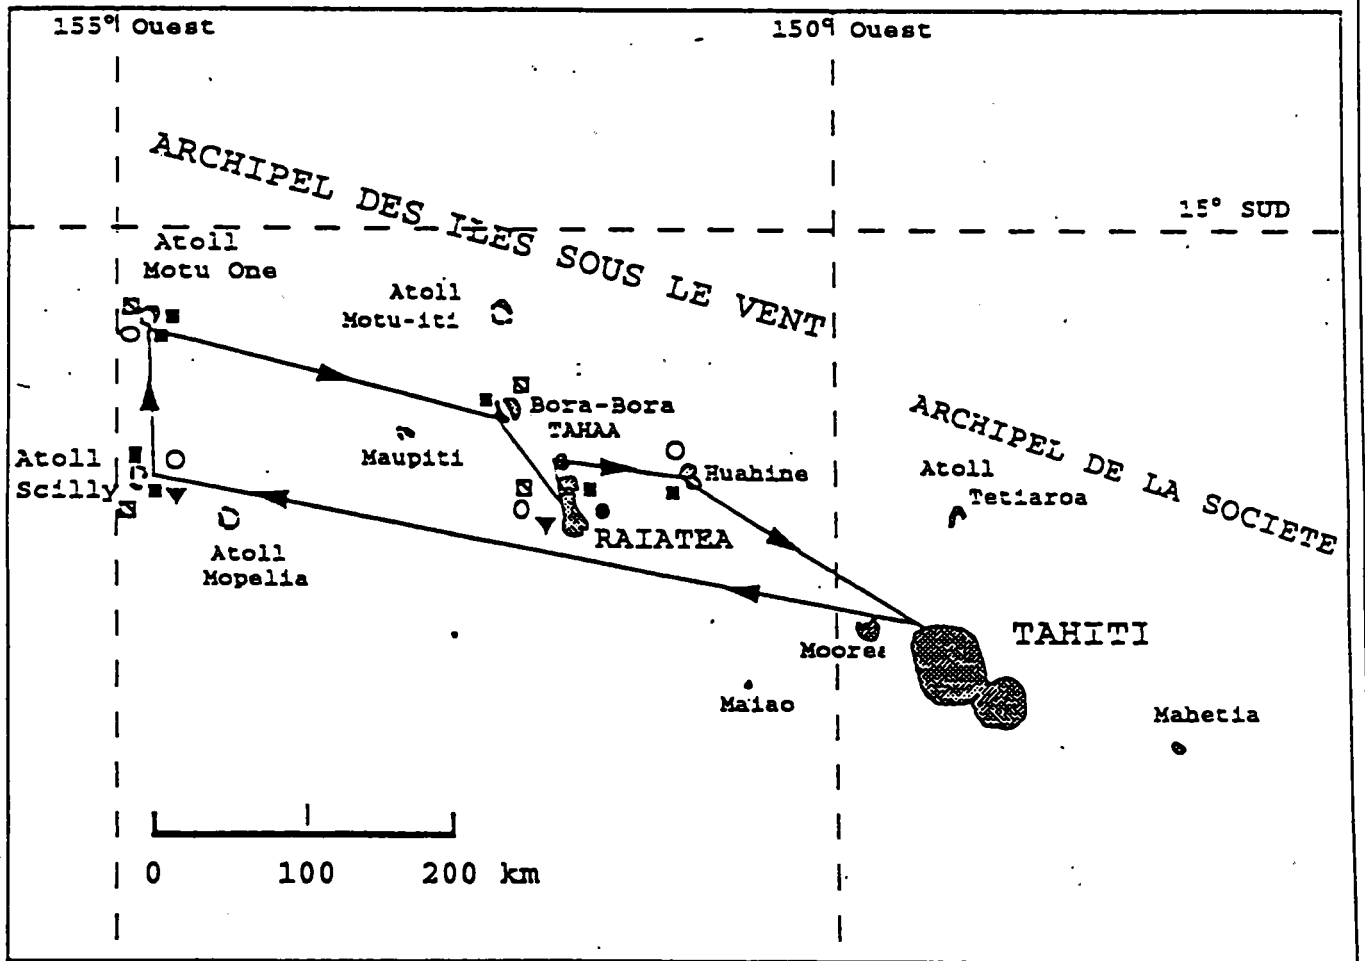 155° Ouest
150° Ouest
ARCHIPEL DES ILES SOUS LE VENT
15° SUD
Atoll
Motu One
Atoll
Motu-iti
Bora-Bora
TAHAA
Maupiti
Huahine
ARCHIPEL DE LA SOCIETE
Atoll
Scilly
Atoll
Tetiaroa
RAIATEA
Atoll
Mopelia
TAHITI
Moorea
Maiao
Mahetia
0 100 200 km